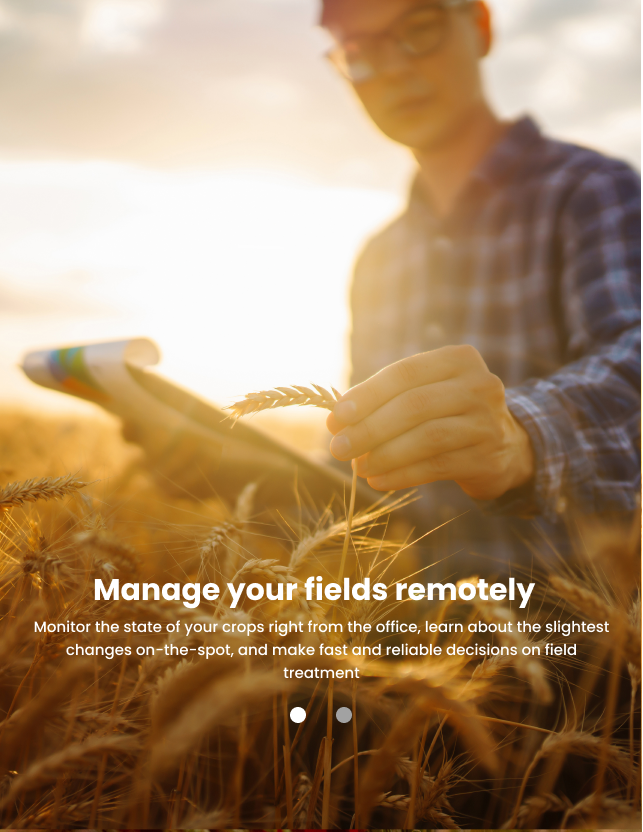 Manage your fields remotely
Monitor the state of your crops right from the office, learn about the slightest
changes on-the-spot, and make fast and reliable decisions on field
treatment